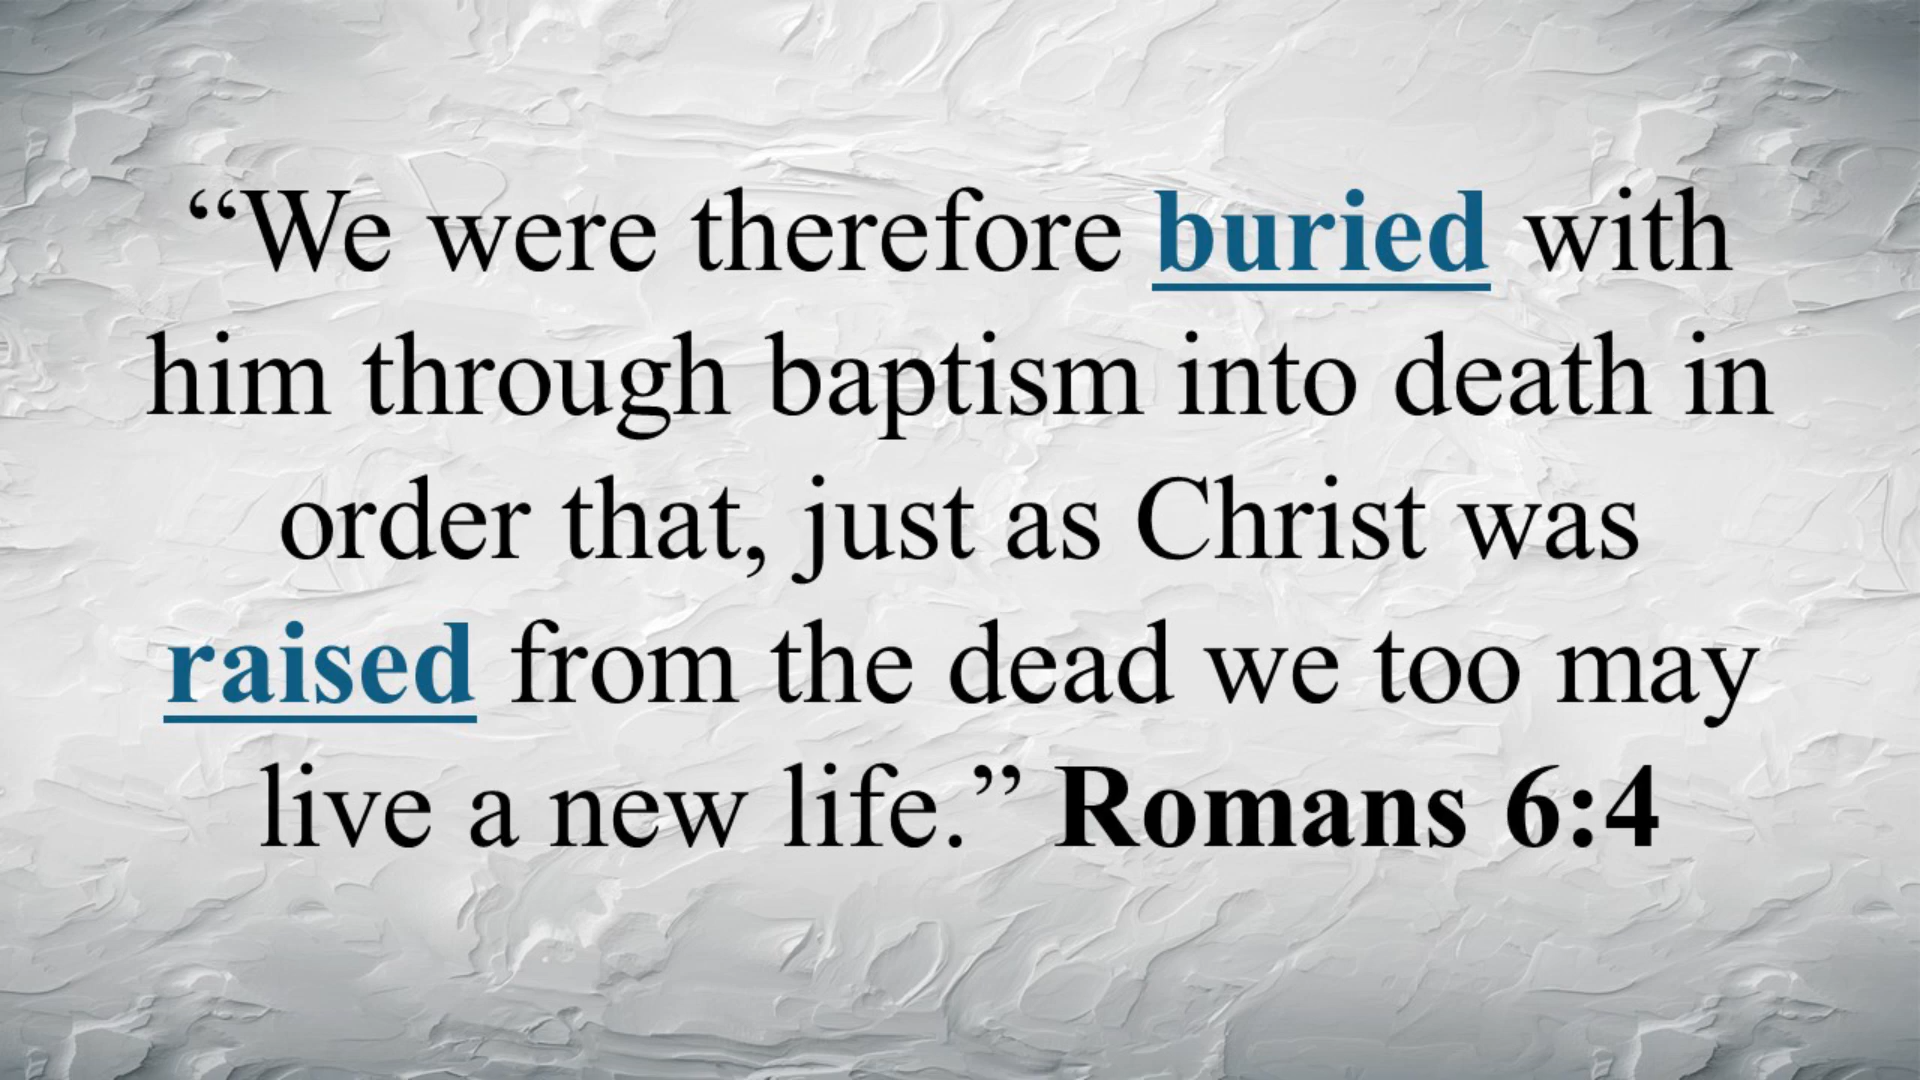 “We were therefore buried with
him through baptism into death in
order that, just as Christ was
raised from the dead we too may
live a new life.” Romans 6:4